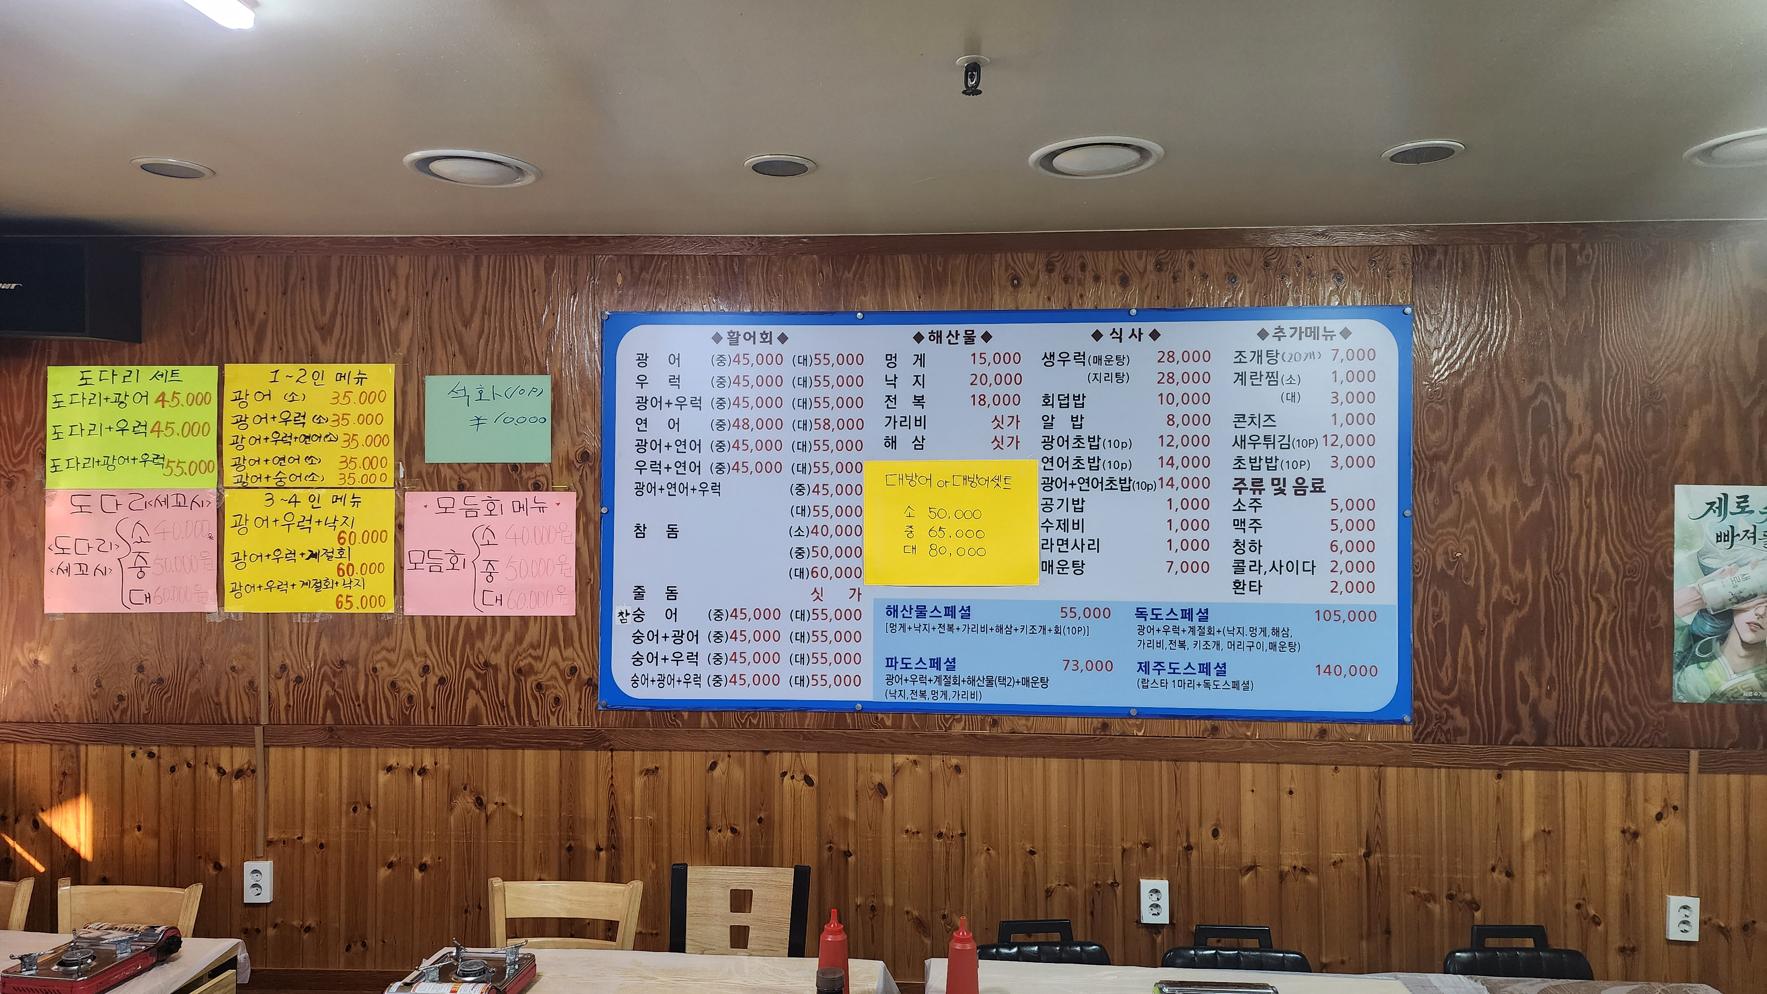 도다리 세트
도다리+광어 45.000
도다리+우럭 45.000
도다리+광어+우럭 55.000
1~2인 메뉴
광어 (소) 35.000
광어+우럭 (소) 35.000
광어+우럭+연어(소) 35.000
광어+연어(소) 35.000
광어+숭어(소) 35.000
석화(10P)
₩ 10,000
도다리<세꼬시>
<도다리>
<세꼬시>
소 40.000원
중 50.000원
대 60.000원
3~4인 메뉴
광어+우럭+낙지
60.000
광어+우럭+계절회
60.000
광어+우럭+계절회+낙지
65.000
모듬회 메뉴
모듬회
소 40.000원
중 50.000원
대 60.000원
◆활어회◆
광 어 (중)45,000 (대)55,000
우 럭 (중)45,000 (대)55,000
광어+우럭 (중)45,000 (대)55,000
연 어 (중)48,000 (대)58,000
광어+연어 (중)45,000 (대)55,000
우럭+연어 (중)45,000 (대)55,000
광어+연어+우럭 (중)45,000
(대)55,000
참 돔 (소)40,000
(중)50,000
(대)60,000
줄 돔 싯 가
참숭 어 (중)45,000 (대)55,000
숭어+광어 (중)45,000 (대)55,000
숭어+우럭 (중)45,000 (대)55,000
숭어+광어+우럭 (중)45,000 (대)55,000
◆해산물◆
멍 게 15,000
낙 지 20,000
전 복 18,000
가리비 싯가
해 삼 싯가
대방어 or 대방어셋트
소 50,000
중 65.000
대 80,000
◆식사◆
생우럭(매운탕) 28,000
(지리탕) 28,000
회덥밥 10,000
알 밥 8,000
광어초밥(10p) 12,000
연어초밥(10p) 14,000
광어+연어초밥(10p) 14,000
공기밥 1,000
수제비 1,000
라면사리 1,000
매운탕 7,000
◆추가메뉴◆
조개탕(20개) 7,000
계란찜(소) 1,000
(대) 3,000
콘치즈 1,000
새우튀김(10P) 12,000
초밥밥(10P) 3,000
주류 및 음료
소주 5,000
맥주 5,000
청하 6,000
콜라,사이다 2,000
환타 2,000
해산물스페셜 55,000
[멍게+낙지+전복+가리비+해삼+키조개+회(10P)]
파도스페셜 73,000
광어+우럭+계절회+해산물(택2)+매운탕
(낙지,전복,멍게,가리비)
독도스페셜 105,000
광어+우럭+계절회+(낙지.멍게,해삼,
가리비,전복, 키조개, 머리구이,매운탕)
제주도스페셜 140,000
(랍스타 1마리+독도스페셜)
제로
빠져